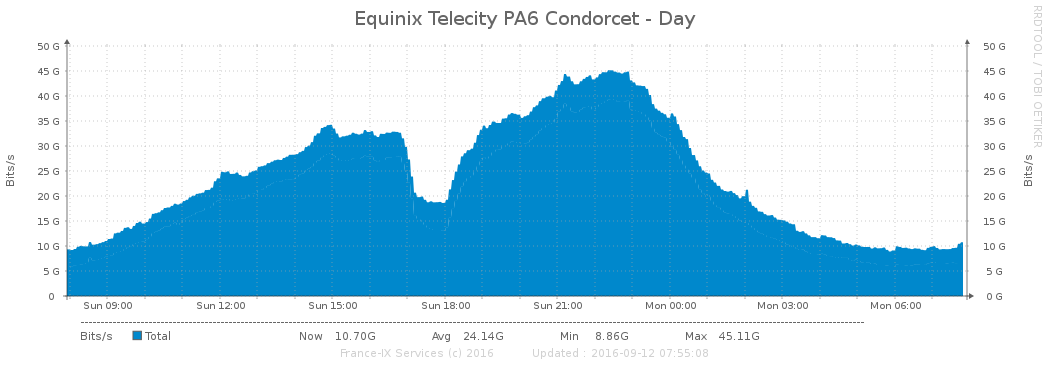 Equinix Telecity PA6 Condorcet - Day
RRDTOOL / TOBI OETIKER
Bits/s
Bits/s
50 G 50 G
45 G 45 G
40 G 40 G
35 G 35 G
30 G 30 G
25 G 25 G
20 G 20 G
15 G 15 G
10 G 10 G
5 G 5 G
0 0 G
Sun 09:00 Sun 12:00 Sun 15:00 Sun 18:00 Sun 21:00 Mon 00:00 Mon 03:00 Mon 06:00
Bits/s Total Now 10.70G Avg 24.14G Min 8.86G Max 45.11G
France-IX Services (c) 2016 Updated : 2016-09-12 07:55:08